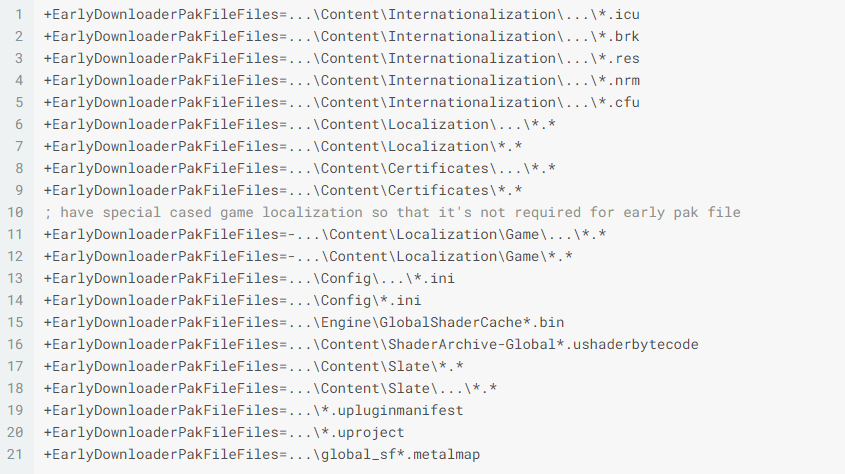 1 +EarlyDownloaderPakFileFiles=...\Content\Internationalization\...\*.icu
2 +EarlyDownloaderPakFileFiles=...\Content\Internationalization\...\*.brk
3 +EarlyDownloaderPakFileFiles=...\Content\Internationalization\...\*.res
4 +EarlyDownloaderPakFileFiles=...\Content\Internationalization\...\*.nrm
5 +EarlyDownloaderPakFileFiles=...\Content\Internationalization\...\*.cfu
6 +EarlyDownloaderPakFileFiles=...\Content\Localization\...\*.*
7 +EarlyDownloaderPakFileFiles=...\Content\Localization\*.*
8 +EarlyDownloaderPakFileFiles=...\Content\Certificates\...\*.*
9 +EarlyDownloaderPakFileFiles=...\Content\Certificates\*.*
10 ; have special cased game localization so that it's not required for early pak file
11 +EarlyDownloaderPakFileFiles=-...\Content\Localization\Game\...\*.*
12 +EarlyDownloaderPakFileFiles=-...\Content\Localization\Game\*.*
13 +EarlyDownloaderPakFileFiles=...\Config\...\*.ini
14 +EarlyDownloaderPakFileFiles=...\Config\*.ini
15 +EarlyDownloaderPakFileFiles=...\Engine\GlobalShaderCache*.bin
16 +EarlyDownloaderPakFileFiles=...\Content\ShaderArchive-Global*.ushaderbytecode
17 +EarlyDownloaderPakFileFiles=...\Content\Slate\*.*
18 +EarlyDownloaderPakFileFiles=...\Content\Slate\...\*.*
19 +EarlyDownloaderPakFileFiles=...\*.upluginmanifest
20 +EarlyDownloaderPakFileFiles=...\*.uproject
21 +EarlyDownloaderPakFileFiles=...\global_sf*.metalmap